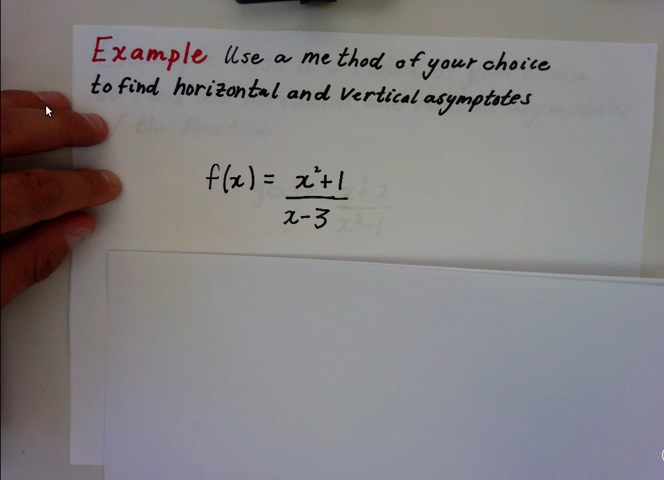 Example Use a method of your choice
to find horizontal and vertical asymptotes
f(x) = x²+1
x-3